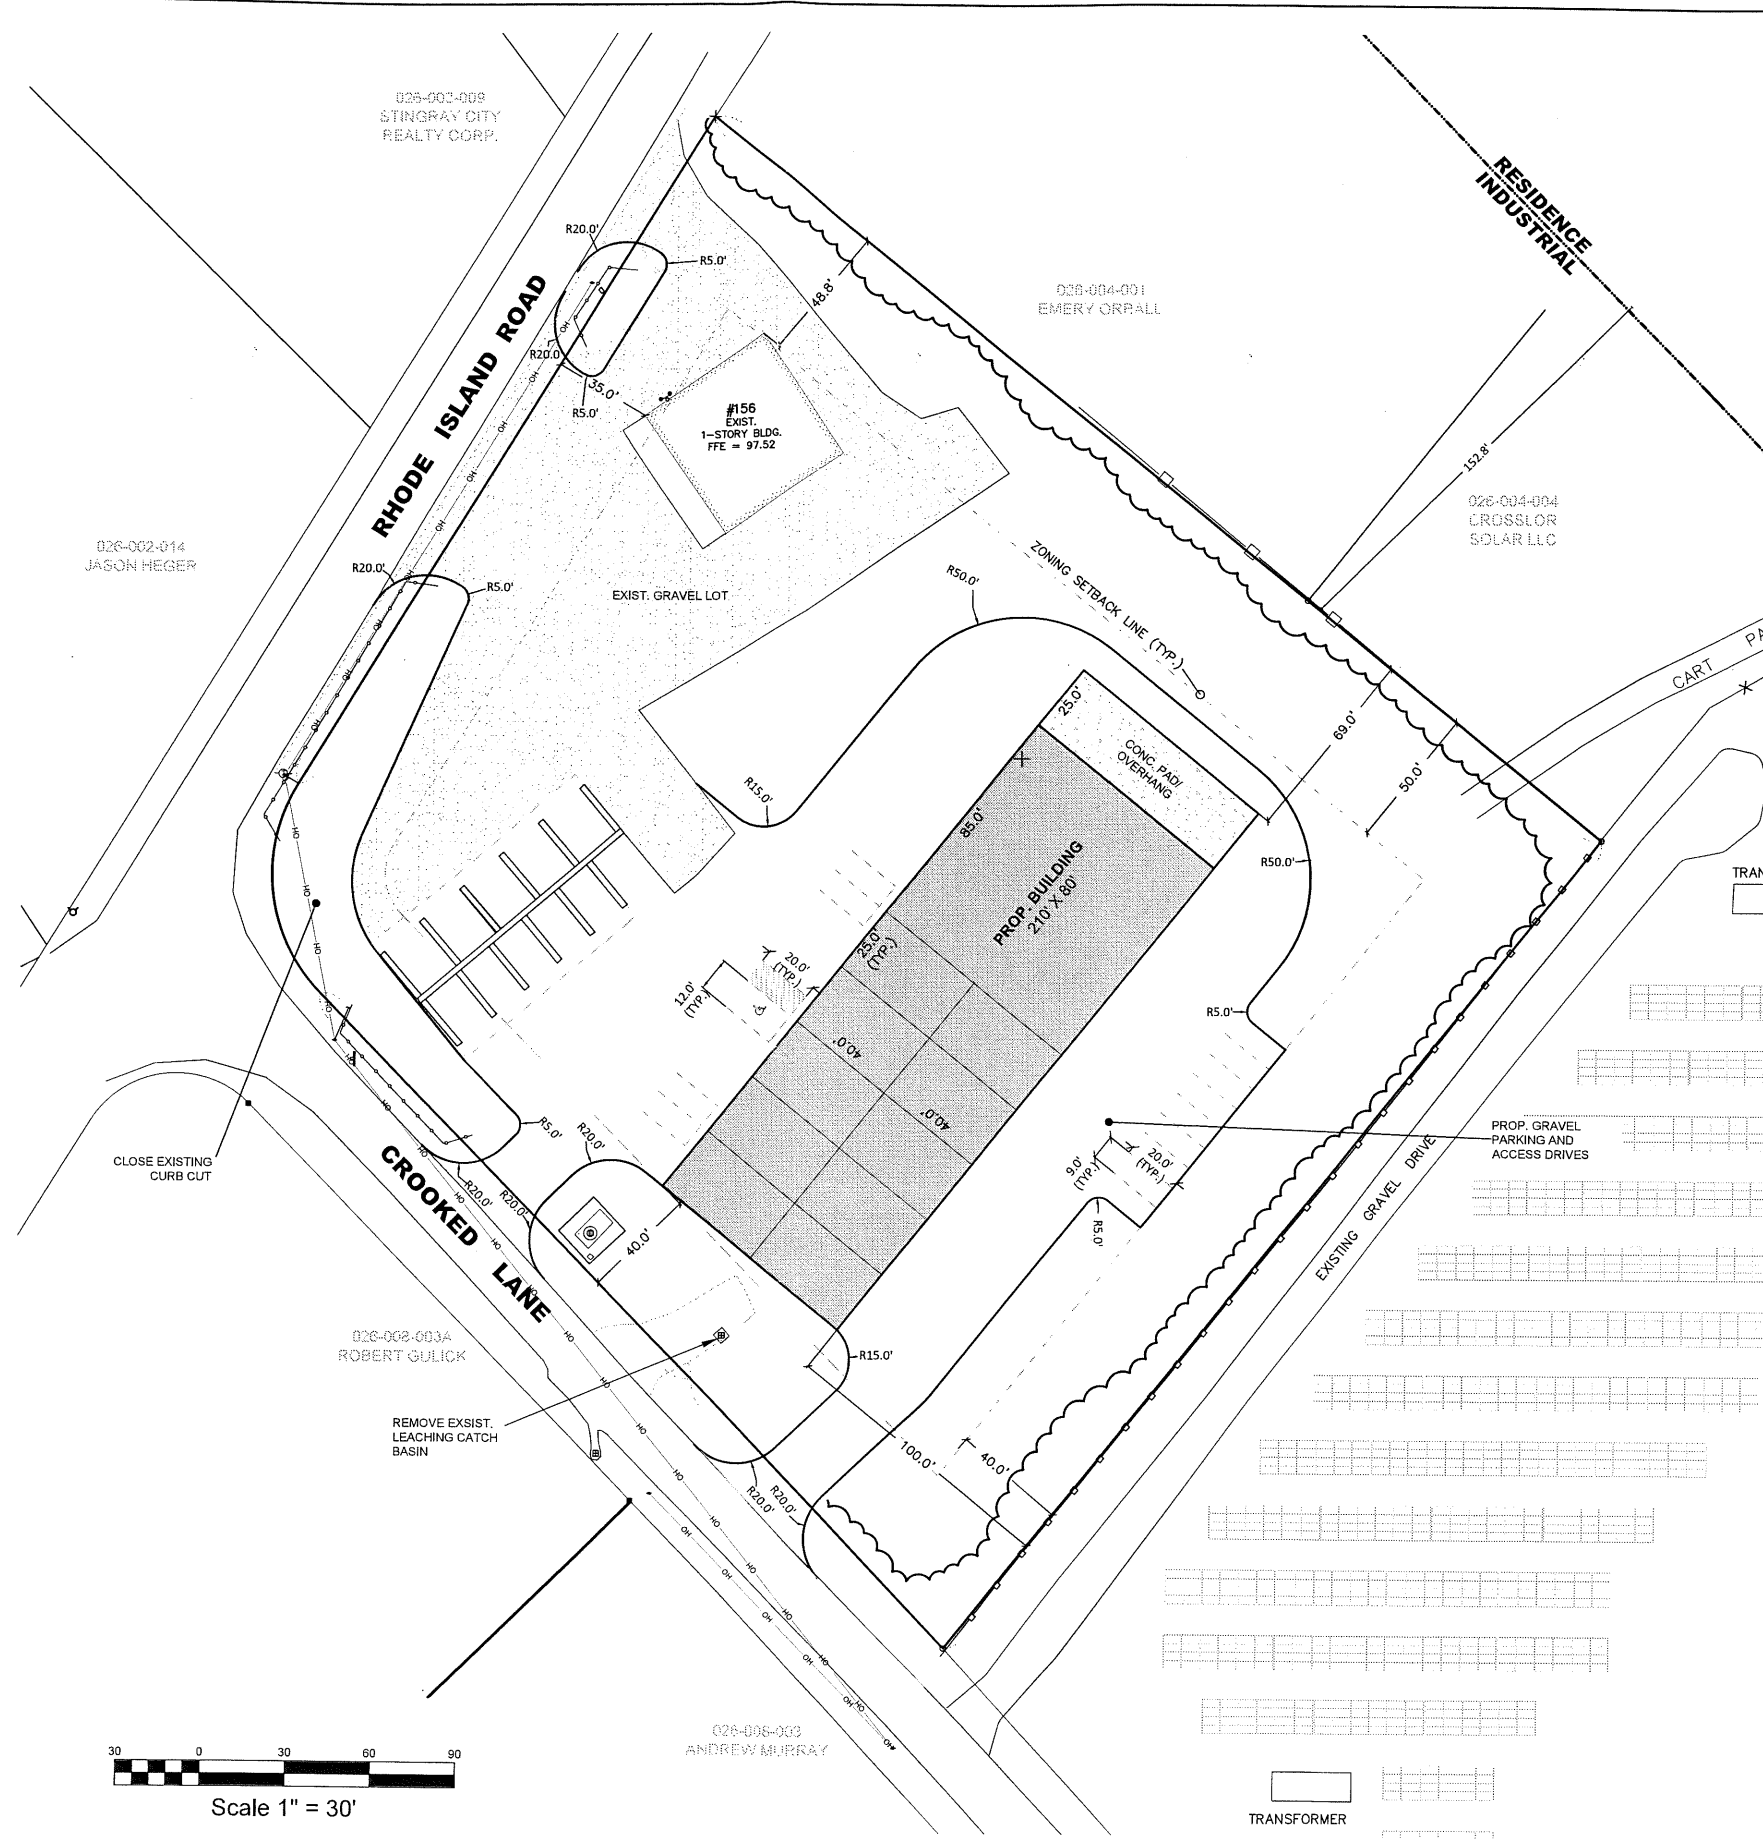 026-002-009
STINGRAY CITY
REALTY CORP.
RESIDENCE
INDUSTRIAL
R20.0'
R5.0'
48.8'
026-004-001
EMERY ORRALL
RHODE ISLAND ROAD
OH
R20.0'
35.0'
R5.0'
#156
EXIST.
1-STORY BLDG.
FFE = 97.52
152.8'
026-004-004
CROSSLOR
SOLAR LLC
026-002-014
JASON HEGER
R20.0'
R5.0'
EXIST. GRAVEL LOT
R50.0'
ZONING SETBACK LINE (TYP.)
CART PA
25.0'
69.0'
CONC. PAD/
OVERHANG
50.0'
R15.0'
85.0'
PROP. BUILDING
210' X 80'
R50.0'
TRAN
25.0'
(TYP.)
20.0'
(TYP.)
12.0'
(TYP.)
R5.0'
40.0'
40.0'
PROP. GRAVEL
PARKING AND
ACCESS DRIVES
R5.0'
R20.0'
9.0'
(TYP.)
20.0'
(TYP.)
CLOSE EXISTING
CURB CUT
CROOKED LANE
R20.0'
R20.0'
40.0'
R5.0'
EXISTING GRAVEL DRIVE
026-008-003A
ROBERT GULICK
R15.0'
REMOVE EXSIST.
LEACHING CATCH
BASIN
100.0'
40.0'
R20.0'
R20.0'
026-008-003
ANDREW MURRAY
30 0 30 60 90
Scale 1" = 30'
TRANSFORMER